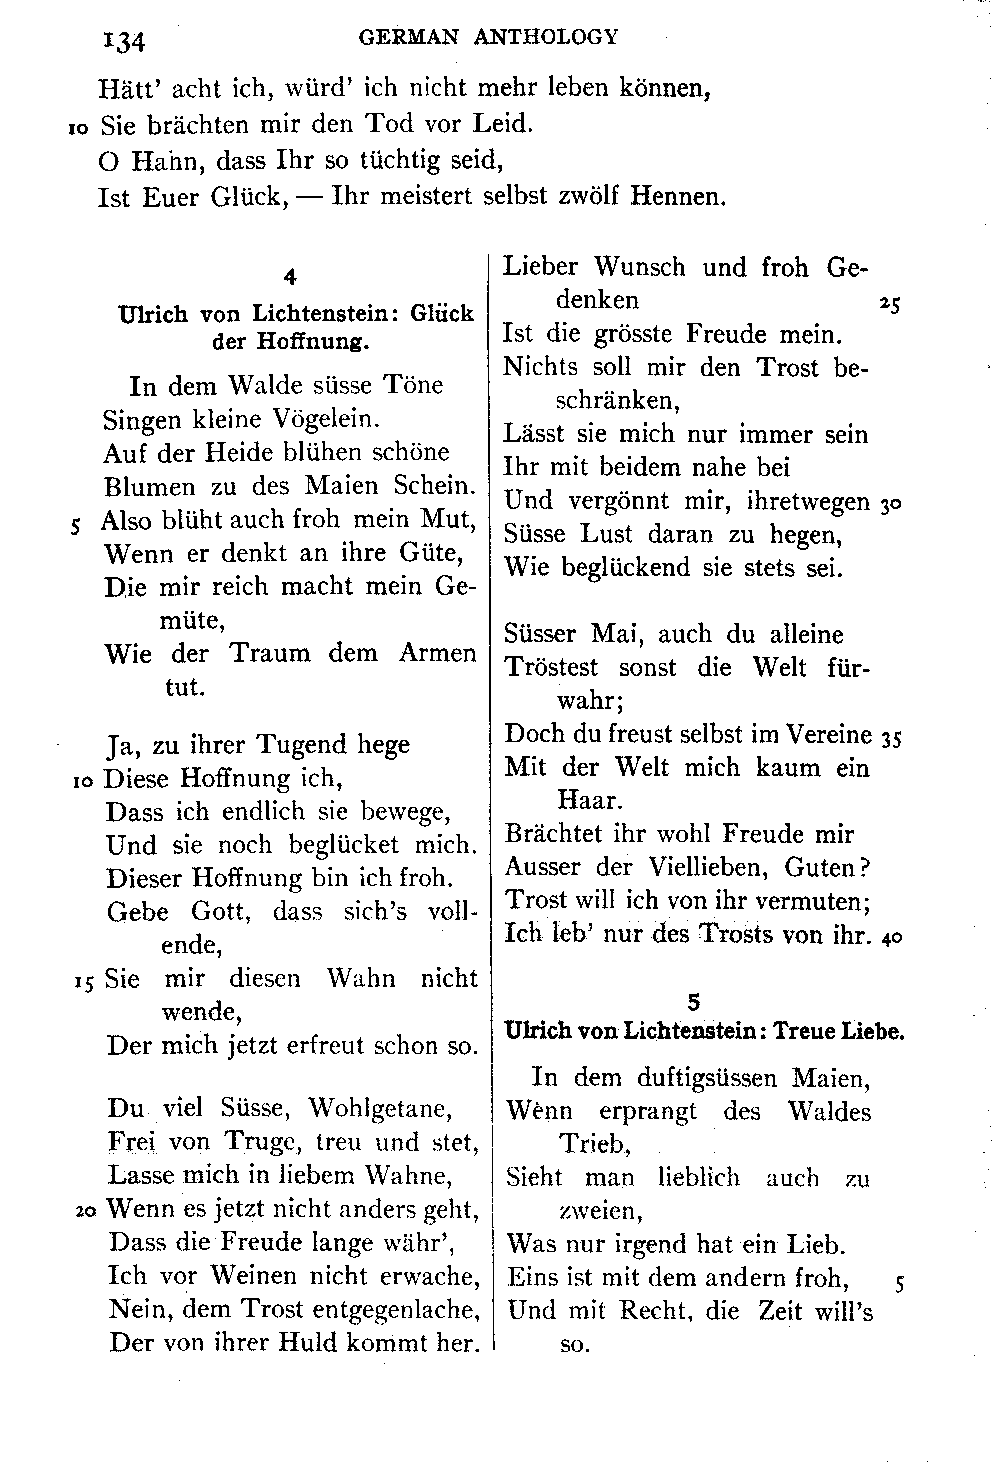 134 GERMAN ANTHOLOGY
Hätt' acht ich, würd' ich nicht mehr leben können,
10 Sie brächten mir den Tod vor Leid.
O Hahn, dass Ihr so tüchtig seid,
Ist Euer Glück, — Ihr meistert selbst zwölf Hennen.
4
Ulrich von Lichtenstein: Glück
der Hoffnung.
In dem Walde süsse Töne
Singen kleine Vögelein.
Auf der Heide blühen schöne
Blumen zu des Maien Schein.
5 Also blüht auch froh mein Mut,
Wenn er denkt an ihre Güte,
Die mir reich macht mein Ge-
müte,
Wie der Traum dem Armen
tut.
Ja, zu ihrer Tugend hege
10 Diese Hoffnung ich,
Dass ich endlich sie bewege,
Und sie noch beglücket mich.
Dieser Hoffnung bin ich froh.
Gebe Gott, dass sich's voll-
ende,
15 Sie mir diesen Wahn nicht
wende,
Der mich jetzt erfreut schon so.
Du viel Süsse, Wohlgetane,
Frei von Truge, treu und stet,
Lasse mich in liebem Wahne,
20 Wenn es jetzt nicht anders geht,
Dass die Freude lange währ',
Ich vor Weinen nicht erwache,
Nein, dem Trost entgegenlache,
Der von ihrer Huld kommt her.
Lieber Wunsch und froh Ge-
denken 25
Ist die grösste Freude mein.
Nichts soll mir den Trost be-
schränken,
Lässt sie mich nur immer sein
Ihr mit beidem nahe bei
Und vergönnt mir, ihretwegen 30
Süsse Lust daran zu hegen,
Wie beglückend sie stets sei.
Süsser Mai, auch du alleine
Tröstest sonst die Welt für-
wahr;
Doch du freust selbst im Vereine 35
Mit der Welt mich kaum ein
Haar.
Brächtet ihr wohl Freude mir
Ausser der Viellieben, Guten?
Trost will ich von ihr vermuten;
Ich leb' nur des Trosts von ihr. 40
5
Ulrich von Lichtenstein: Treue Liebe.
In dem duftigsüssen Maien,
Wenn erprangt des Waldes
Trieb,
Sieht man lieblich auch zu
zweien,
Was nur irgend hat ein Lieb.
Eins ist mit dem andern froh, 5
Und mit Recht, die Zeit will's
so.